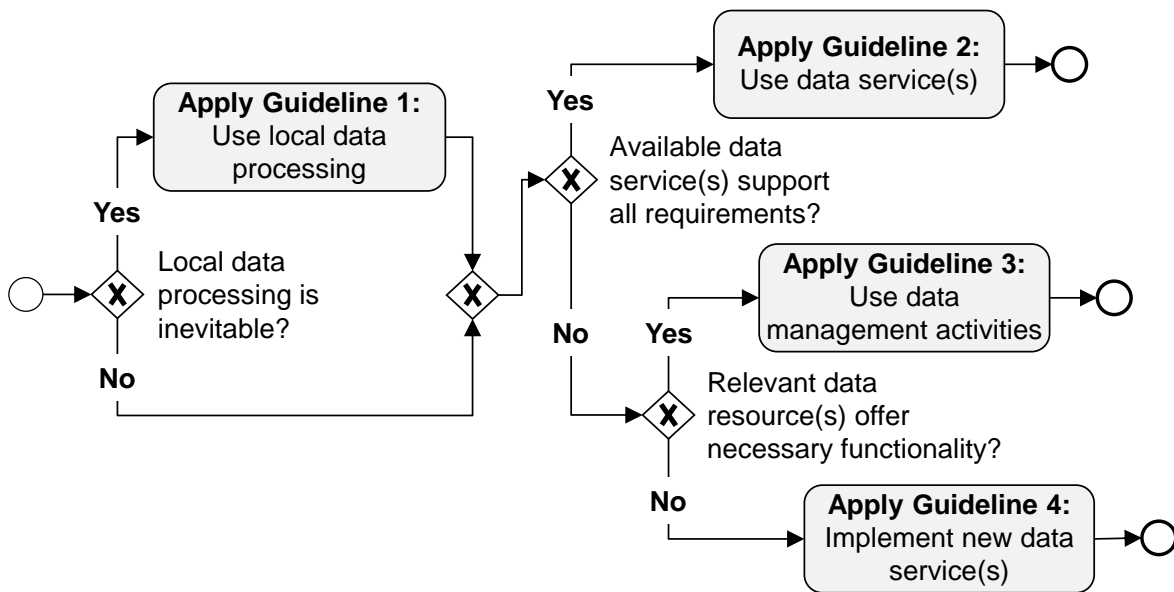 Apply Guideline 1:
Use local data
processing
Yes
Local data
processing is
inevitable?
No
Apply Guideline 2:
Use data service(s)
Yes
Available data
service(s) support
all requirements?
No
Apply Guideline 3:
Use data
management activities
Yes
Relevant data
resource(s) offer
necessary functionality?
No
Apply Guideline 4:
Implement new data
service(s)